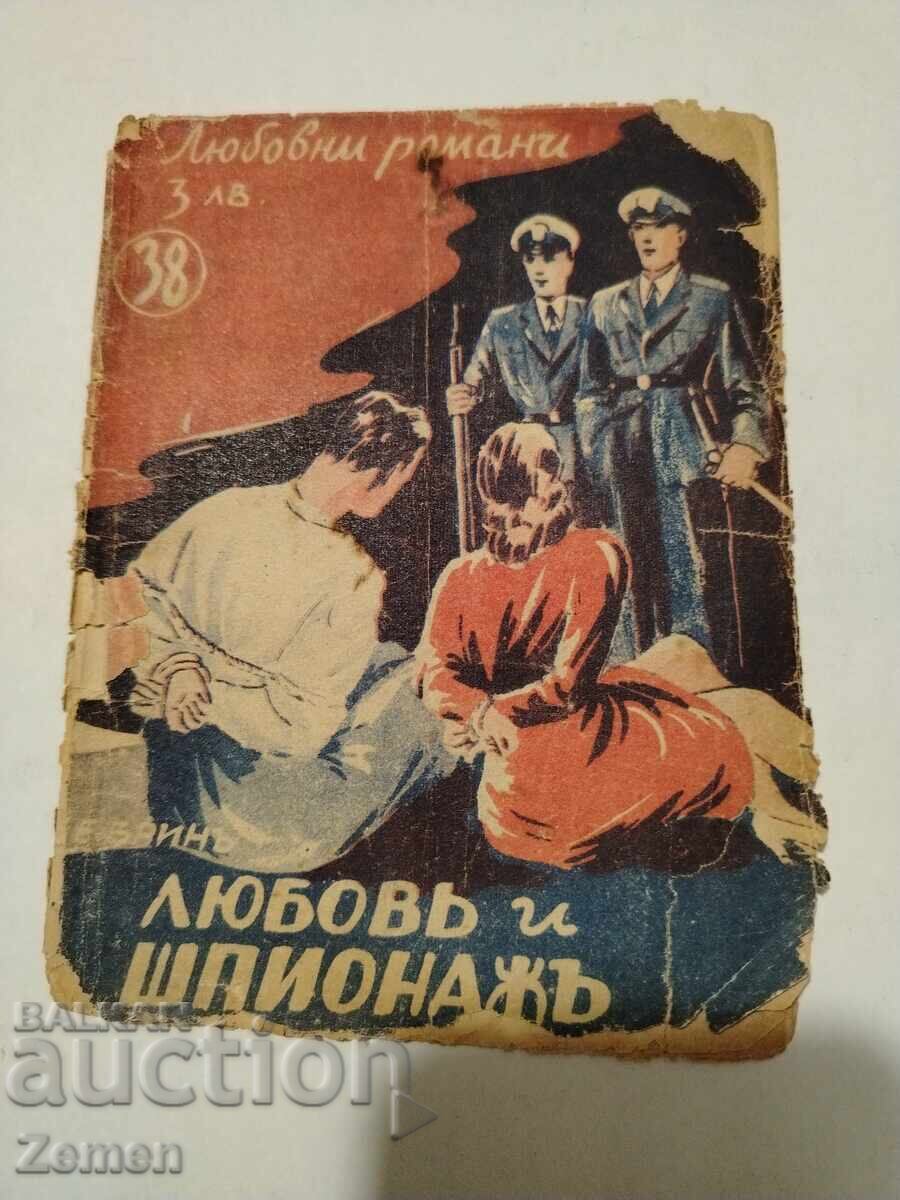 Любовни романи
3 лв.
38
ЛЮБОВЬ и
ШПИОНАЖЪ
BALKAN
auction
Zemen